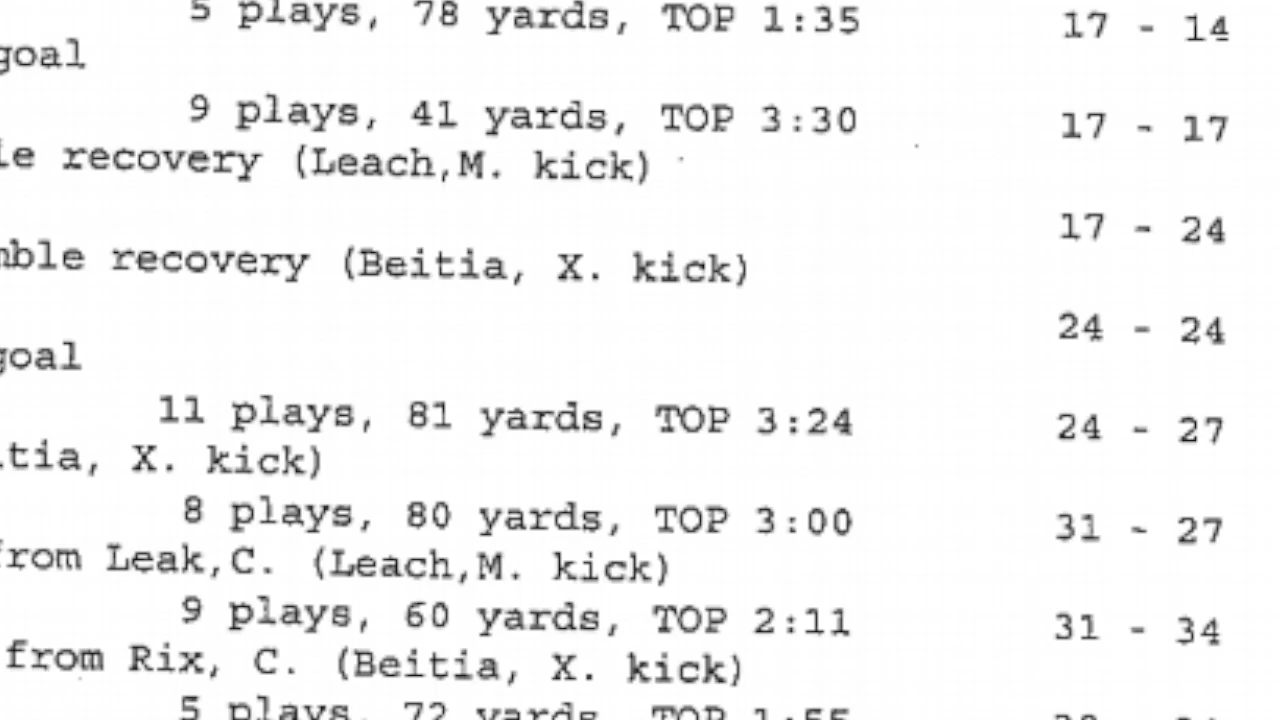 5 plays, 78 yards, TOP 1:35 17 - 14
goal
9 plays, 41 yards, TOP 3:30 17 - 17
recovery (Leach,M. kick)
17 - 24
recovery (Beitia, X. kick)
24 - 24
goal
11 plays, 81 yards, TOP 3:24 24 - 27
X. kick)
8 plays, 80 yards, TOP 3:00 31 - 27
from Leak,C. (Leach,M. kick)
9 plays, 60 yards, TOP 2:11 31 - 34
from Rix, C. (Beitia, X. kick)
5 plays, 72 yards, TOP 1:55